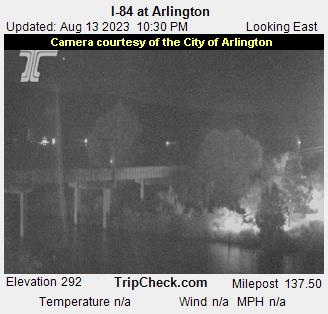 I-84 at Arlington
Updated: Aug 13 2023 10:30 PM Looking East
Camera courtesy of the City of Arlington
Elevation 292 TripCheck.com Milepost 137.50
Temperature n/a Wind n/a MPH n/a